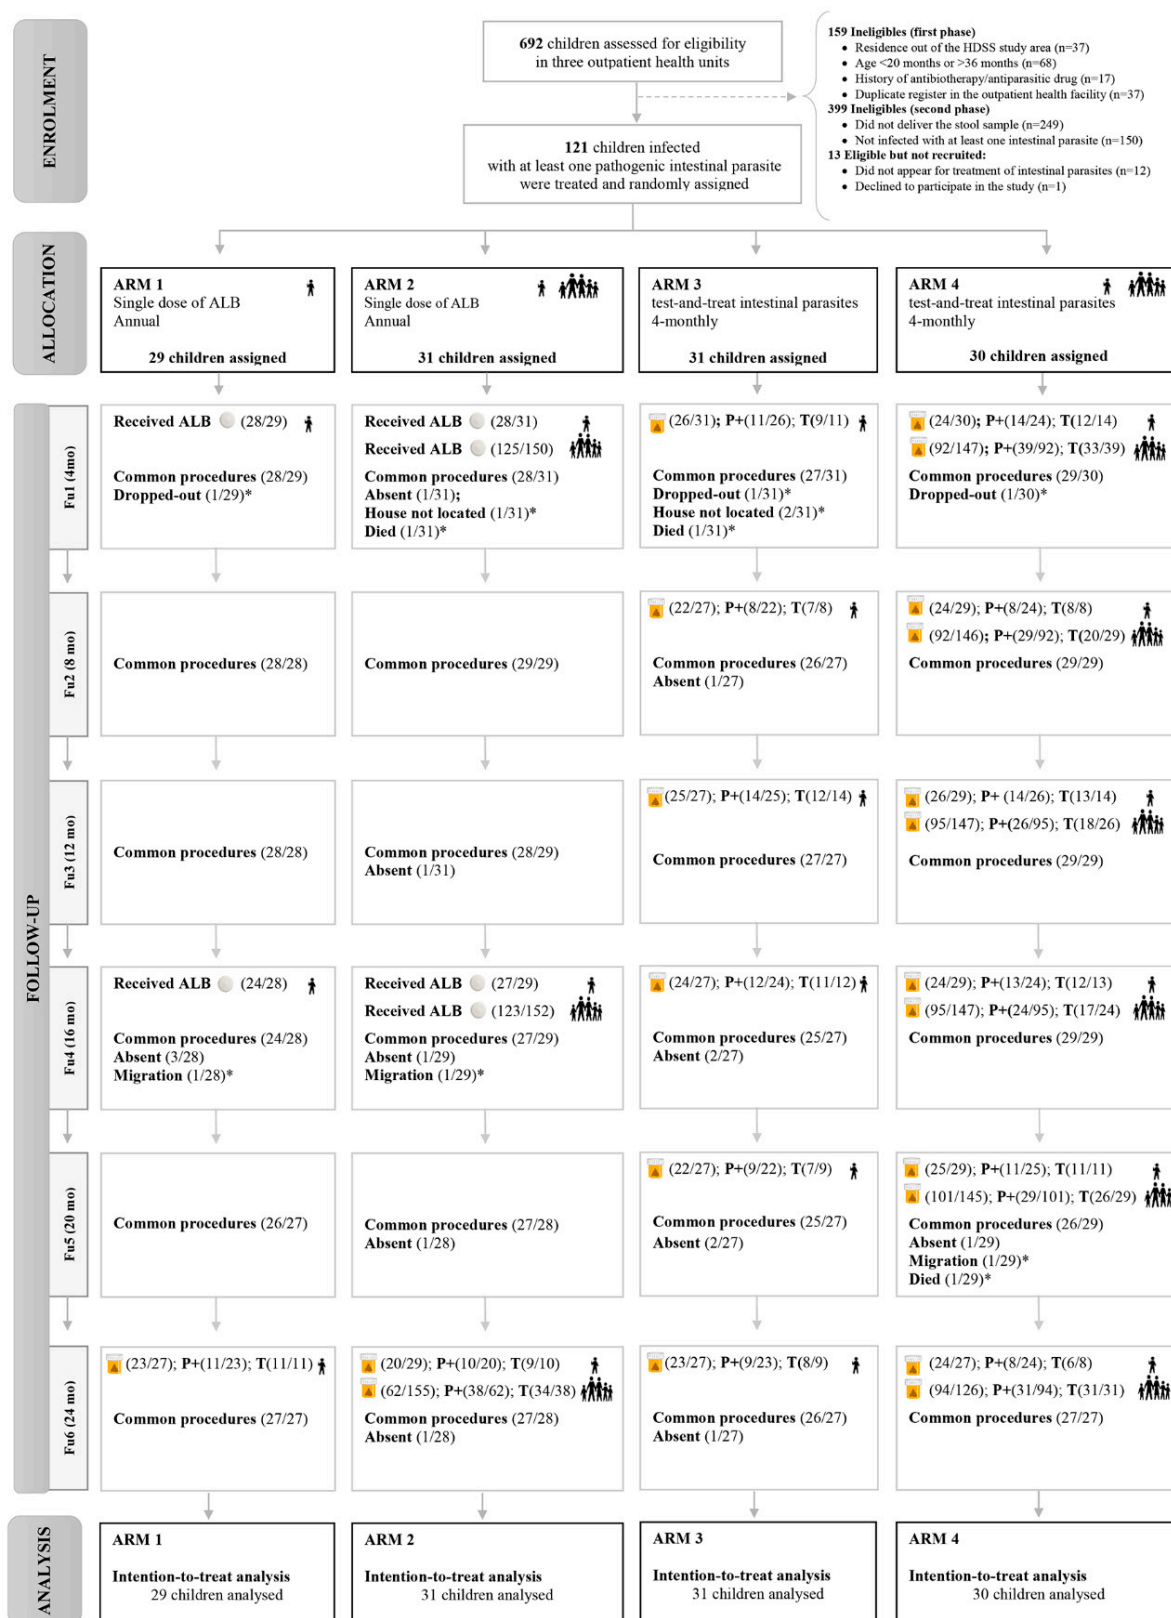 ENROLMENT
692 children assessed for eligibility
in three outpatient health units
159 Ineligibles (first phase)
• Residence out of the HDSS study area (n=37)
• Age <20 months or >36 months (n=68)
• History of antibiotherapy/antiparasitic drug (n=17)
• Duplicate register in the outpatient health facility (n=37)
399 Ineligibles (second phase)
• Did not deliver the stool sample (n=249)
• Not infected with at least one intestinal parasite (n=150)
13 Eligible but not recruited:
• Did not appear for treatment of intestinal parasites (n=12)
• Declined to participate in the study (n=1)
121 children infected
with at least one pathogenic intestinal parasite
were treated and randomly assigned
ALLOCATION
ARM 1
Single dose of ALB
Annual
29 children assigned
ARM 2
Single dose of ALB
Annual
31 children assigned
ARM 3
test-and-treat intestinal parasites
4-monthly
31 children assigned
ARM 4
test-and-treat intestinal parasites
4-monthly
30 children assigned
FOLLOW-UP
Fu1 (4mo)
Received ALB (28/29)
Common procedures (28/29)
Dropped-out (1/29)*
Received ALB (28/31)
Received ALB (125/150)
Common procedures (28/31)
Absent (1/31);
House not located (1/31)*
Died (1/31)*
(26/31); P+(11/26); T(9/11)
Common procedures (27/31)
Dropped-out (1/31)*
House not located (2/31)*
Died (1/31)*
(24/30); P+(14/24); T(12/14)
(92/147); P+(39/92); T(33/39)
Common procedures (29/30)
Dropped-out (1/30)*
Fu2 (8 mo)
Common procedures (28/28)
Common procedures (29/29)
(22/27); P+(8/22); T(7/8)
Common procedures (26/27)
Absent (1/27)
(24/29); P+(8/24); T(8/8)
(92/146); P+(29/92); T(20/29)
Common procedures (29/29)
Fu3 (12 mo)
Common procedures (28/28)
Common procedures (28/29)
Absent (1/31)
(25/27); P+(14/25); T(12/14)
Common procedures (27/27)
(26/29); P+ (14/26); T(13/14)
(95/147); P+(26/95); T(18/26)
Common procedures (29/29)
Fu4 (16 mo)
Received ALB (24/28)
Common procedures (24/28)
Absent (3/28)
Migration (1/28)*
Received ALB (27/29)
Received ALB (123/152)
Common procedures (27/29)
Absent (1/29)
Migration (1/29)*
(24/27); P+(12/24); T(11/12)
Common procedures (25/27)
Absent (2/27)
(24/29); P+(13/24); T(12/13)
(95/147); P+(24/95); T(17/24)
Common procedures (29/29)
Fu5 (20 mo)
Common procedures (26/27)
Common procedures (27/28)
Absent (1/28)
(22/27); P+(9/22); T(7/9)
Common procedures (25/27)
Absent (2/27)
(25/29); P+(11/25); T(11/11)
(101/145); P+(29/101); T(26/29)
Common procedures (26/29)
Absent (1/29)
Migration (1/29)*
Died (1/29)*
Fu6 (24 mo)
(23/27); P+(11/23); T(11/11)
Common procedures (27/27)
(20/29); P+(10/20); T(9/10)
(62/155); P+(38/62); T(34/38)
Common procedures (27/28)
Absent (1/28)
(23/27); P+(9/23); T(8/9)
Common procedures (26/27)
Absent (1/27)
(24/27); P+(8/24); T(6/8)
(94/126); P+(31/94); T(31/31)
Common procedures (27/27)
ANALYSIS
ARM 1
Intention-to-treat analysis
29 children analysed
ARM 2
Intention-to-treat analysis
31 children analysed
ARM 3
Intention-to-treat analysis
31 children analysed
ARM 4
Intention-to-treat analysis
30 children analysed